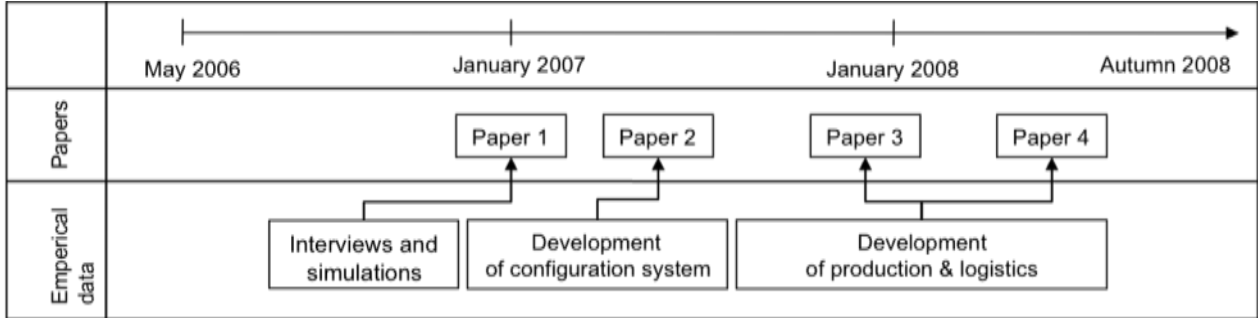 May 2006
January 2007
January 2008
Autumn 2008
Papers
Paper 1
Paper 2
Paper 3
Paper 4
Emperical
data
Interviews and
simulations
Development
of configuration system
Development
of production & logistics